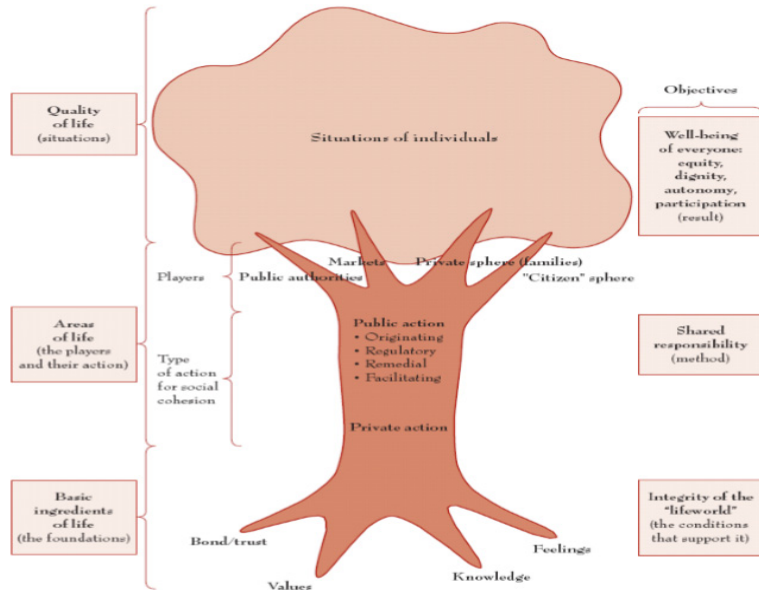 Objectives
Quality
of life
(situations)
Situations of individuals
Well-being
of everyone:
equity,
dignity,
autonomy,
participation
(result)
Players
Markets
Private sphere (families)
Public authorities
"Citizen" sphere
Areas
of life
(the players
and their action)
Type
of action
for social
cohesion
Public action
• Originating
• Regulatory
• Remedial
• Facilitating
Private action
Shared
responsibility
(method)
Basic
ingredients
of life
(the foundations)
Bond/trust
Values
Knowledge
Feelings
Integrity of the
"lifeworld"
(the conditions
that support it)